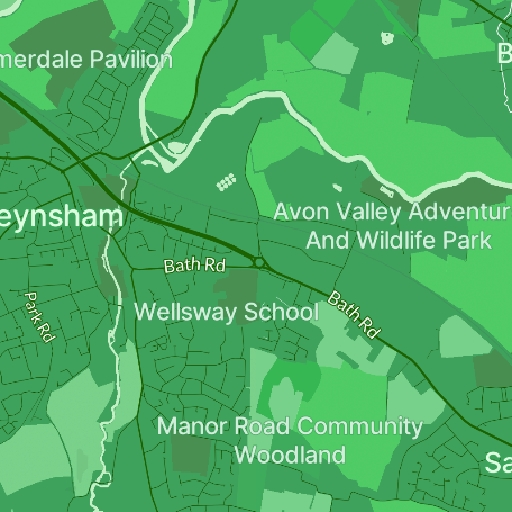 merdale Pavilion
B
eynsham
Avon Valley Adventur
And Wildlife Park
Bath Rd
Park Rd
Wellsway School
Bath Rd
Manor Road Community
Woodland
Sa